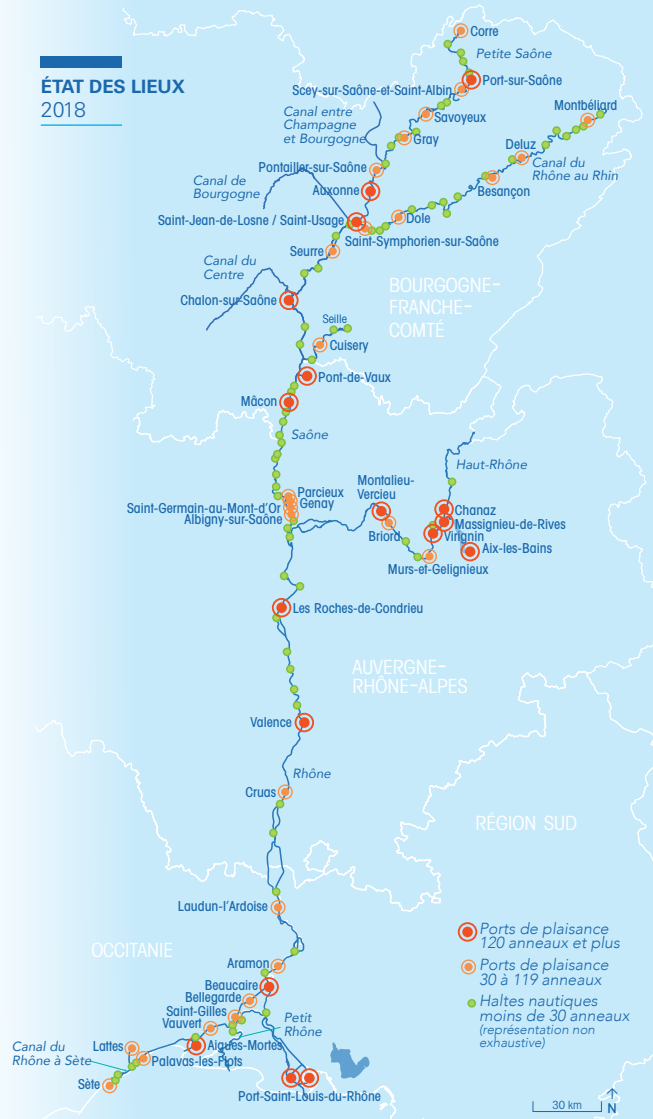 ÉTAT DES LIEUX
2018
Corre
Petite Saône
Port-sur-Saône
Scey-sur-Saône-et-Saint-Albin
Montbéliard
Canal entre
Champagne
et Bourgogne
Savoyeux
Gray
Deluz
Canal du
Rhône au Rhin
Pontailler-sur-Saône
Canal de
Bourgogne
Auxonne
Besançon
Saint-Jean-de-Losne / Saint-Usage
Dole
Saint-Symphorien-sur-Saône
Seurre
Canal du
Centre
BOURGOGNE-
FRANCHE-
COMTÉ
Chalon-sur-Saône
Seille
Cuisery
Pont-de-Vaux
Mâcon
Saône
Haut-Rhône
Montalieu-
Vercieu
Parcieux
Genay
Saint-Germain-au-Mont-d'Or
Albigny-sur-Saône
Chanaz
Massignieu-de-Rives
Briord
Virignin
Aix-les-Bains
Murs-et-Gelignieux
Les Roches-de-Condrieu
AUVERGNE-
RHÔNE-ALPES
Valence
Rhône
Cruas
RÉGION SUD
Laudun-l'Ardoise
OCCITANIE
Aramon
Beaucaire
Bellegarde
Saint-Gilles
Vauvert
Petit
Rhône
Canal du
Rhône à Sète
Lattes
Aigues-Mortes
Palavas-les-Flots
Sète
Port-Saint-Louis-du-Rhône
Ports de plaisance
120 anneaux et plus
Ports de plaisance
30 à 119 anneaux
Haltes nautiques
moins de 30 anneaux
(représentation non
exhaustive)
30 km
N